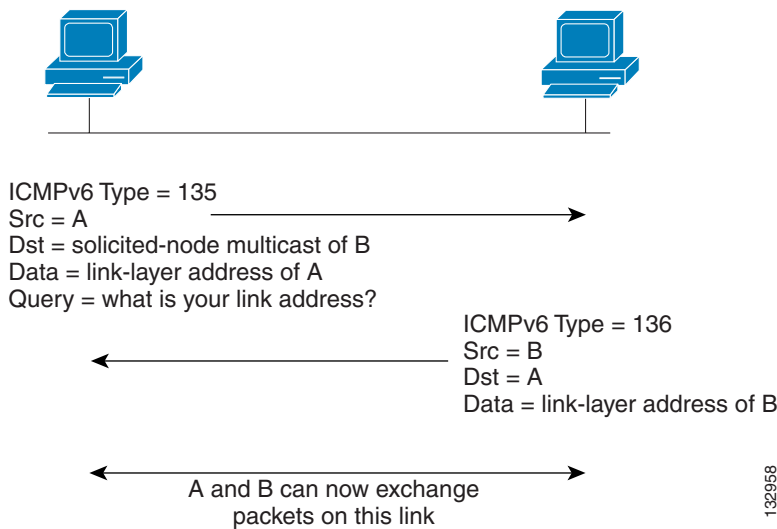 ICMPv6 Type = 135
Src = A
Dst = solicited-node multicast of B
Data = link-layer address of A
Query = what is your link address?
ICMPv6 Type = 136
Src = B
Dst = A
Data = link-layer address of B
A and B can now exchange
packets on this link
132958